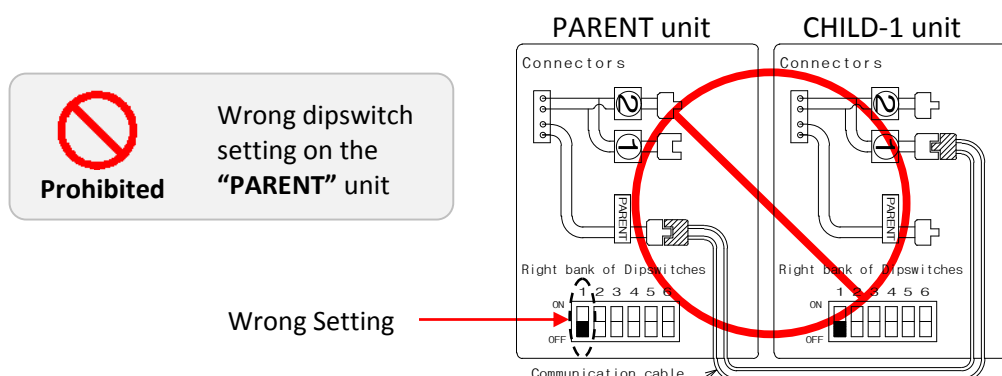 PARENT unit
CHILD-1 unit
Prohibited
Wrong dipswitch
setting on the
“PARENT” unit
Connectors
2
1
PARENT
Right bank of Dipswitches
1 2 3 4 5 6
ON
OFF
Wrong Setting
Connectors
2
1
PARENT
Right bank of Dipswitches
1 2 3 4 5 6
ON
OFF
Communication cable